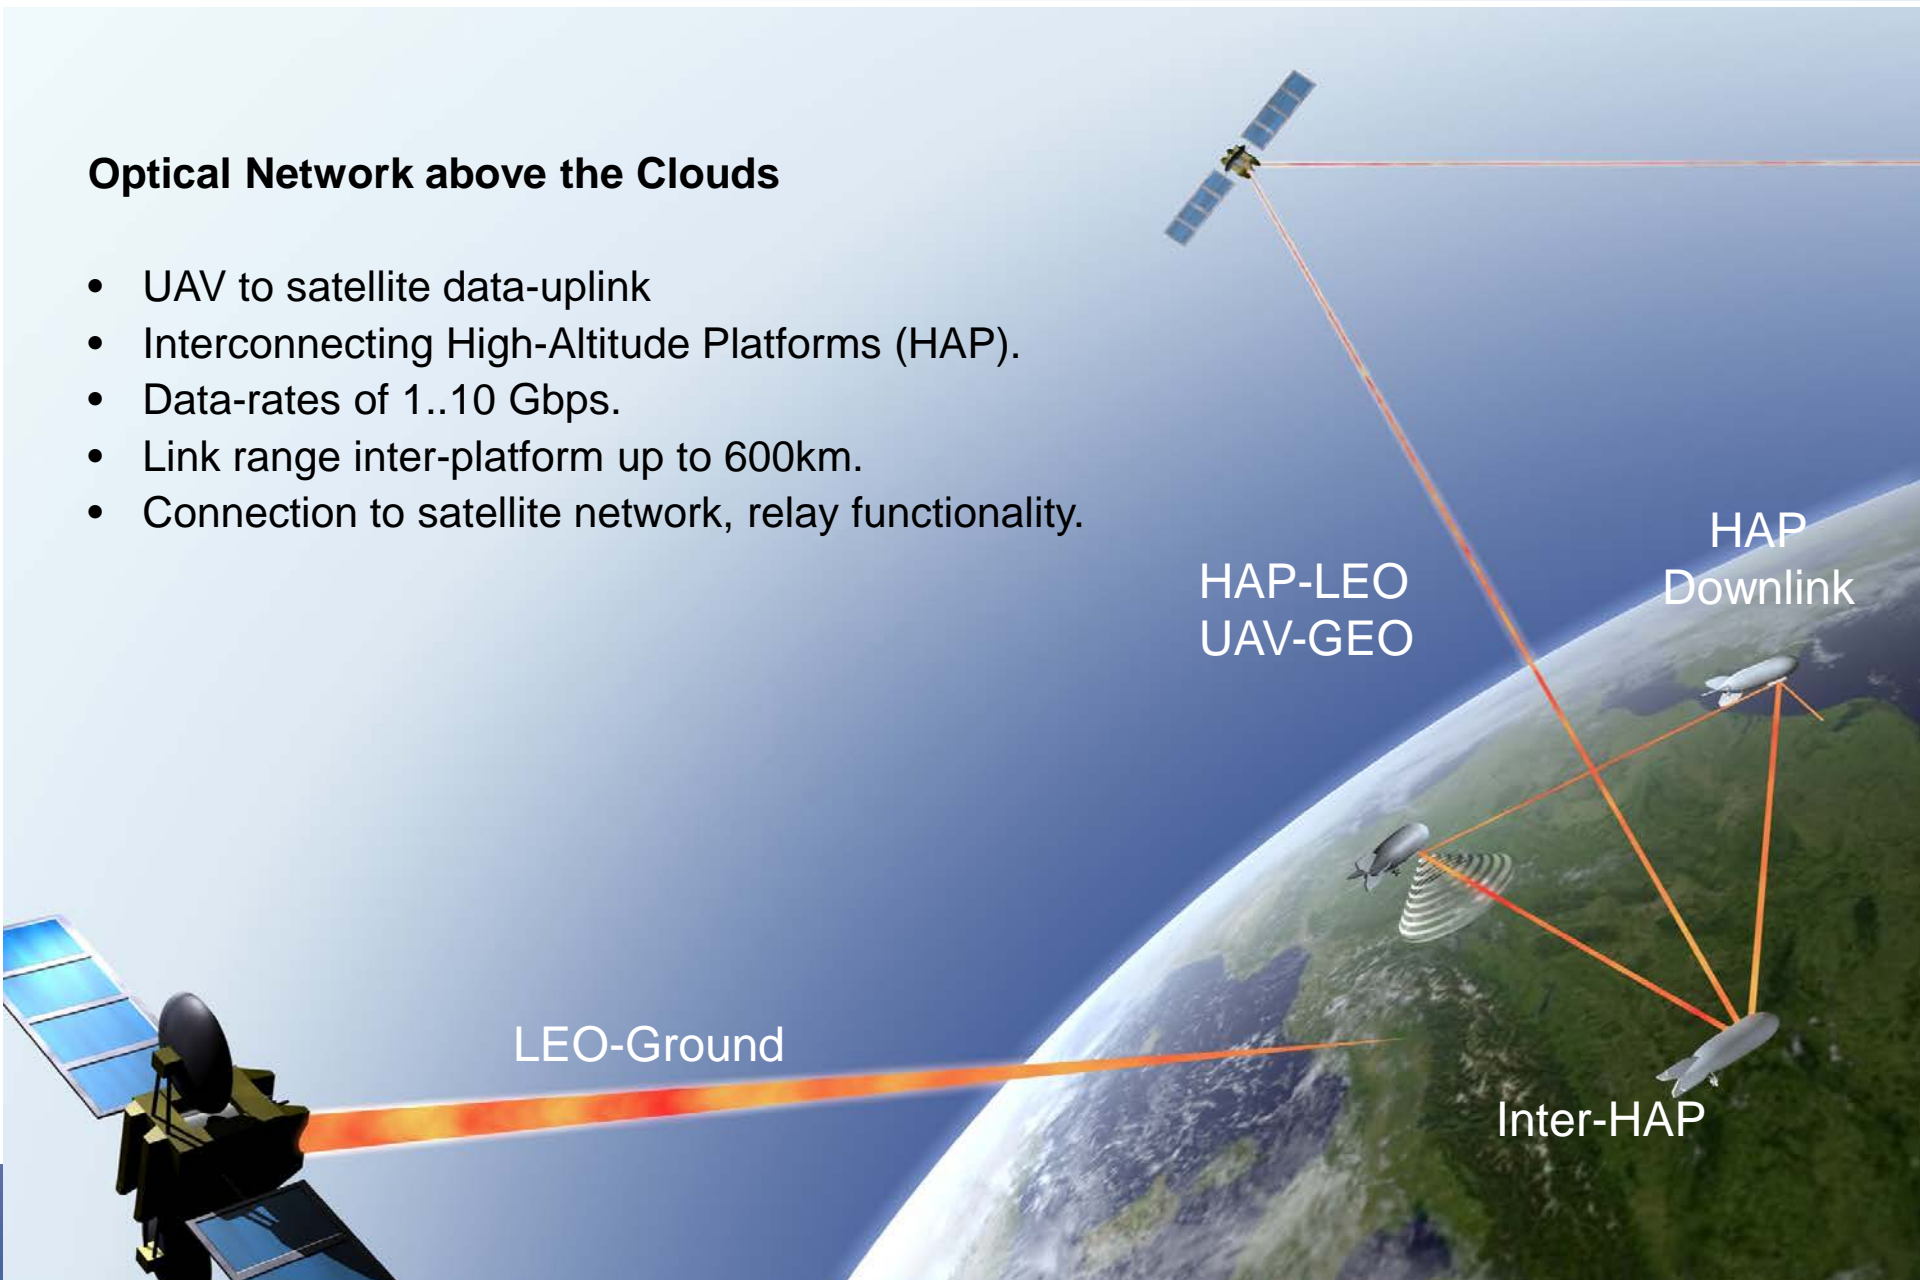 Optical Network above the Clouds
• UAV to satellite data-uplink
• Interconnecting High-Altitude Platforms (HAP).
• Data-rates of 1..10 Gbps.
• Link range inter-platform up to 600km.
• Connection to satellite network, relay functionality.
HAP
Downlink
HAP-LEO
UAV-GEO
LEO-Ground
Inter-HAP